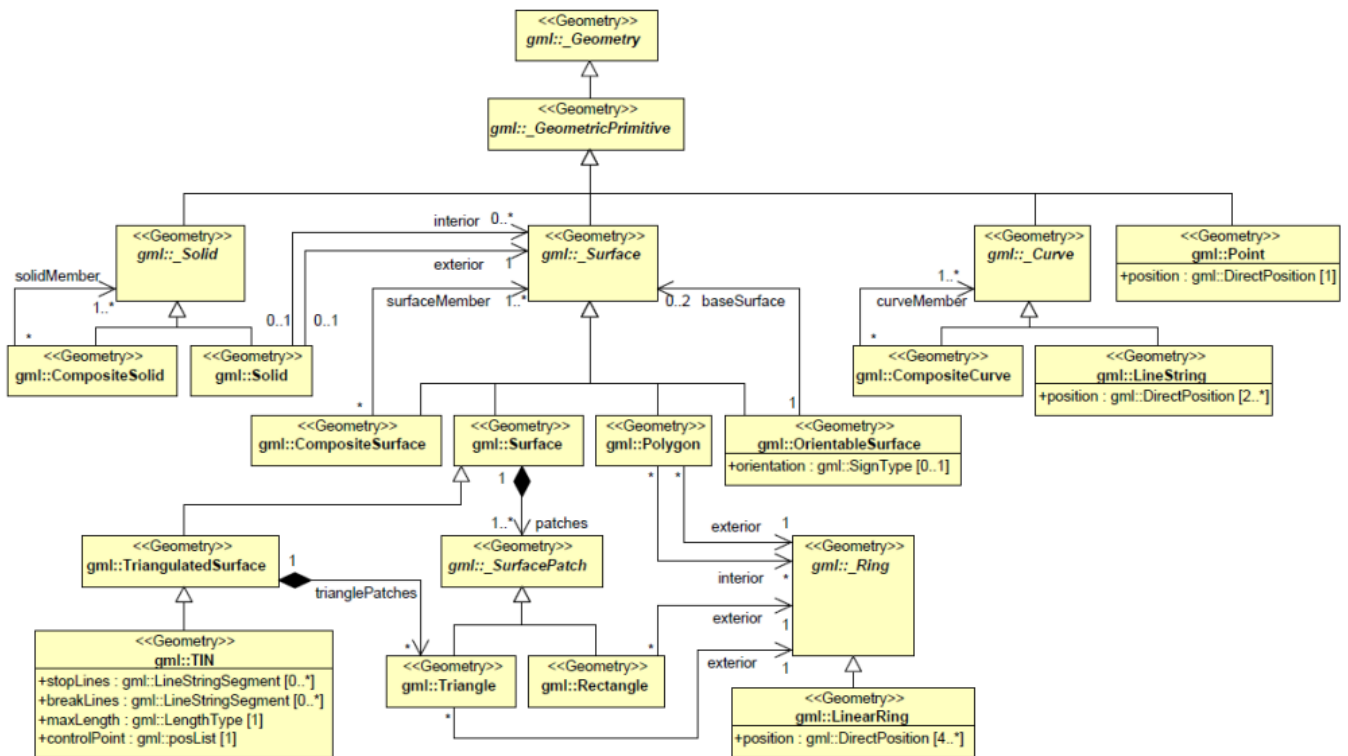 <<Geometry>>
gml::_Geometry
<<Geometry>>
gml::_GeometricPrimitive
<<Geometry>>
gml::_Solid
interior 0..*
exterior 1
<<Geometry>>
gml::_Surface
<<Geometry>>
gml::_Curve
<<Geometry>>
gml::Point
+position : gml::DirectPosition [1]
solidMember
1..*
*
0..1
0..1
surfaceMember 1..*
*
0..2 baseSurface
1
1..*
curveMember
*
<<Geometry>>
gml::CompositeSolid
<<Geometry>>
gml::Solid
<<Geometry>>
gml::CompositeCurve
<<Geometry>>
gml::LineString
+position : gml::DirectPosition [2..*]
<<Geometry>>
gml::CompositeSurface
<<Geometry>>
gml::Surface
<<Geometry>>
gml::Polygon
<<Geometry>>
gml::OrientableSurface
+orientation : gml::SignType [0..1]
1
1..* patches
*
*
exterior 1
interior *
<<Geometry>>
gml::TriangulatedSurface
1
trianglePatches
*
<<Geometry>>
gml::_SurfacePatch
<<Geometry>>
gml::_Ring
exterior 1
*
exterior 1
*
<<Geometry>>
gml::TIN
+stopLines : gml::LineStringSegment [0..*]
+breakLines : gml::LineStringSegment [0..*]
+maxLength : gml::LengthType [1]
+controlPoint : gml::posList [1]
<<Geometry>>
gml::Triangle
<<Geometry>>
gml::Rectangle
<<Geometry>>
gml::LinearRing
+position : gml::DirectPosition [4..*]